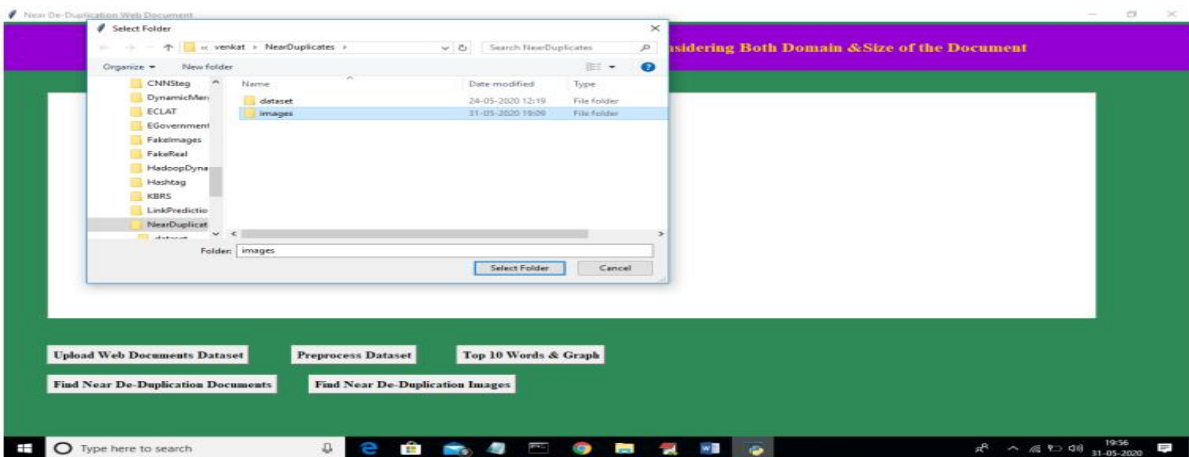 Near De-Duplication Web Document
Select Folder
« venkat › NearDuplicates ›
Search NearDuplicates
nsidering Both Domain &Size of the Document
Organize
New folder
Name
Date modified
Type
CNNSteg
DynamicMer
ECLAT
EGovernment
FakeImages
FakeReal
HadoopDyna
Hashtag
KBRS
LinkPredictio
NearDuplicat
dataset
dataset 24-05-2020 12:19 File folder
images 31-05-2020 19:09 File folder
Folder: images
Select Folder
Cancel
Upload Web Documents Dataset
Preprocess Dataset
Top 10 Words & Graph
Find Near De-Duplication Documents
Find Near De-Duplication Images
Type here to search
19:56
31-05-2020